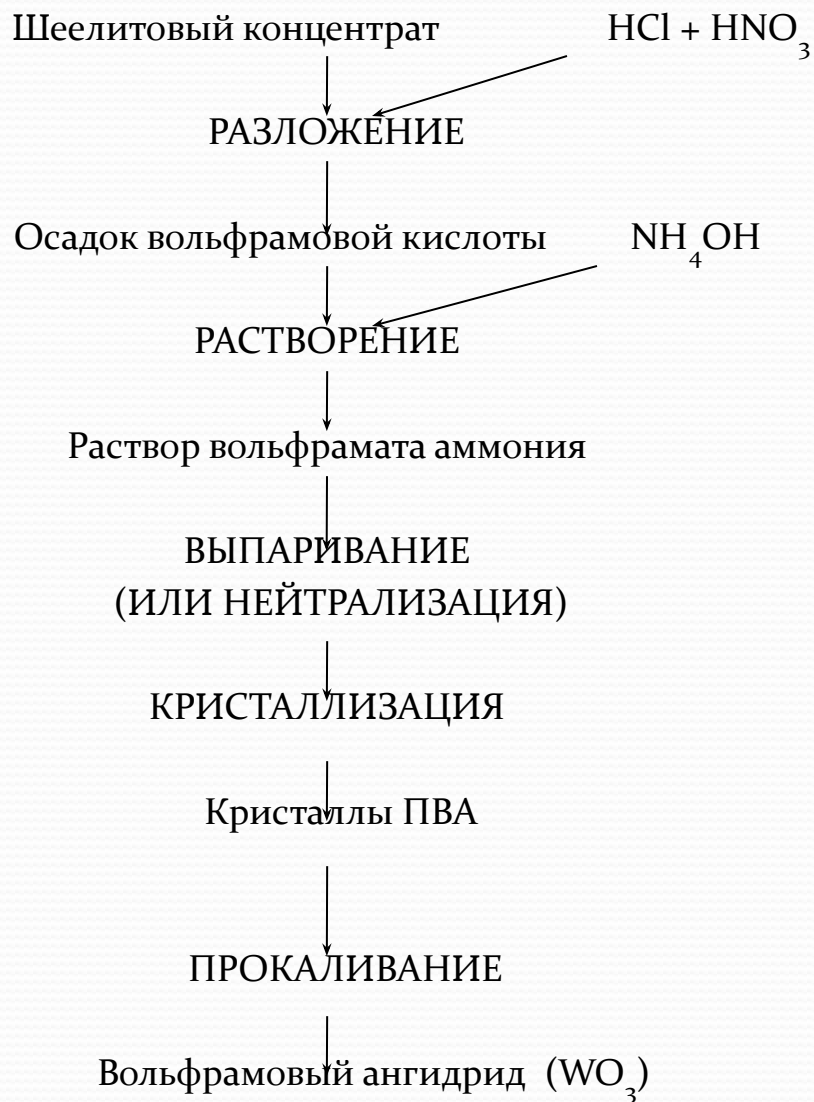 Шеелитовый концентрат HCl + HNO₃
РАЗЛОЖЕНИЕ
Осадок вольфрамовой кислоты NH₄OH
РАСТВОРЕНИЕ
Раствор вольфрамата аммония
ВЫПАРИВАНИЕ
(ИЛИ НЕЙТРАЛИЗАЦИЯ)
КРИСТАЛЛИЗАЦИЯ
Кристаллы ПВА
ПРОКАЛИВАНИЕ
Вольфрамовый ангидрид (WO₃)